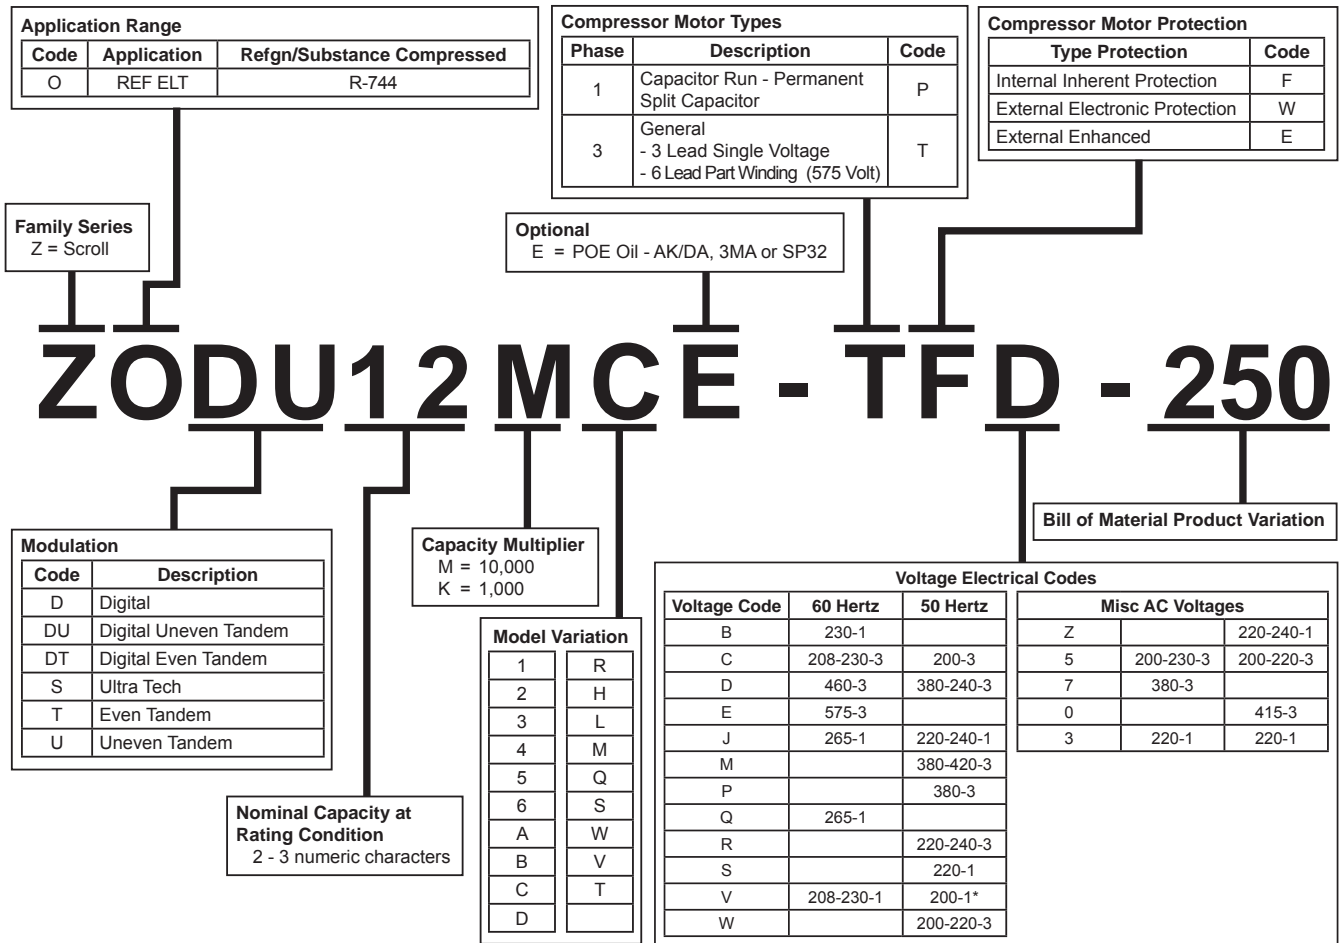 Application Range
Code Application Refgn/Substance Compressed
O REF ELT R-744
Compressor Motor Types
Phase Description Code
1 Capacitor Run - Permanent Split Capacitor P
3 General
- 3 Lead Single Voltage
- 6 Lead Part Winding (575 Volt) T
Compressor Motor Protection
Type Protection Code
Internal Inherent Protection F
External Electronic Protection W
External Enhanced E
Family Series
Z = Scroll
Optional
E = POE Oil - AK/DA, 3MA or SP32
ZODU12MCE - TFD - 250
Modulation
Code Description
D Digital
DU Digital Uneven Tandem
DT Digital Even Tandem
S Ultra Tech
T Even Tandem
U Uneven Tandem
Nominal Capacity at
Rating Condition
2 - 3 numeric characters
Capacity Multiplier
M = 10,000
K = 1,000
Model Variation
1 R
2 H
3 L
4 M
5 Q
6 S
A W
B V
C T
D
Bill of Material Product Variation
Voltage Electrical Codes
Voltage Code 60 Hertz 50 Hertz
B 230-1
C 208-230-3 200-3
D 460-3 380-240-3
E 575-3
J 265-1 220-240-1
M 380-420-3
P 380-3
Q 265-1
R 220-240-3
S 220-1
V 208-230-1 200-1*
W 200-220-3
Misc AC Voltages
Z 220-240-1
5 200-230-3 200-220-3
7 380-3
0 415-3
3 220-1 220-1